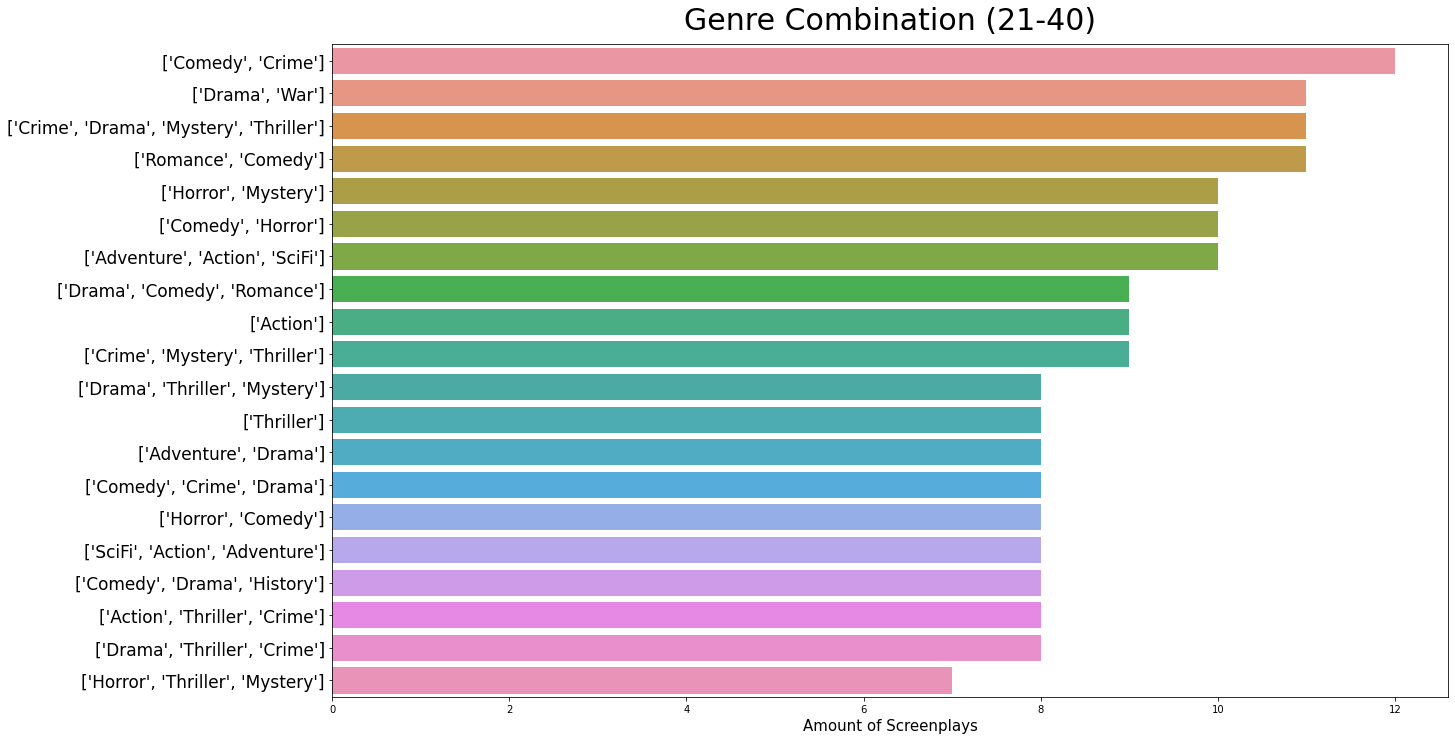 Genre Combination (21-40)
['Comedy', 'Crime']
['Drama', 'War']
['Crime', 'Drama', 'Mystery', 'Thriller']
['Romance', 'Comedy']
['Horror', 'Mystery']
['Comedy', 'Horror']
['Adventure', 'Action', 'SciFi']
['Drama', 'Comedy', 'Romance']
['Action']
['Crime', 'Mystery', 'Thriller']
['Drama', 'Thriller', 'Mystery']
['Thriller']
['Adventure', 'Drama']
['Comedy', 'Crime', 'Drama']
['Horror', 'Comedy']
['SciFi', 'Action', 'Adventure']
['Comedy', 'Drama', 'History']
['Action', 'Thriller', 'Crime']
['Drama', 'Thriller', 'Crime']
['Horror', 'Thriller', 'Mystery']
0 2 4 6 8 10 12
Amount of Screenplays